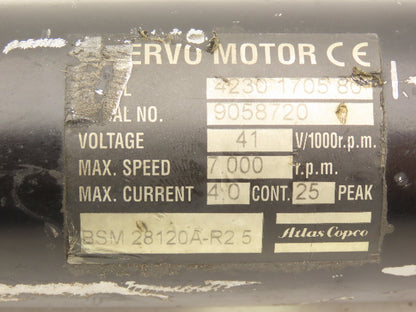 ERVO MOTOR CE
L 4230 1705 80
AL NO. 9058720
VOLTAGE 41 V/1000r.p.m.
MAX. SPEED 7,000 r.p.m.
MAX. CURRENT 4.0 CONT. 25 PEAK
BSM 28120A-R2 5
Atlas Copco